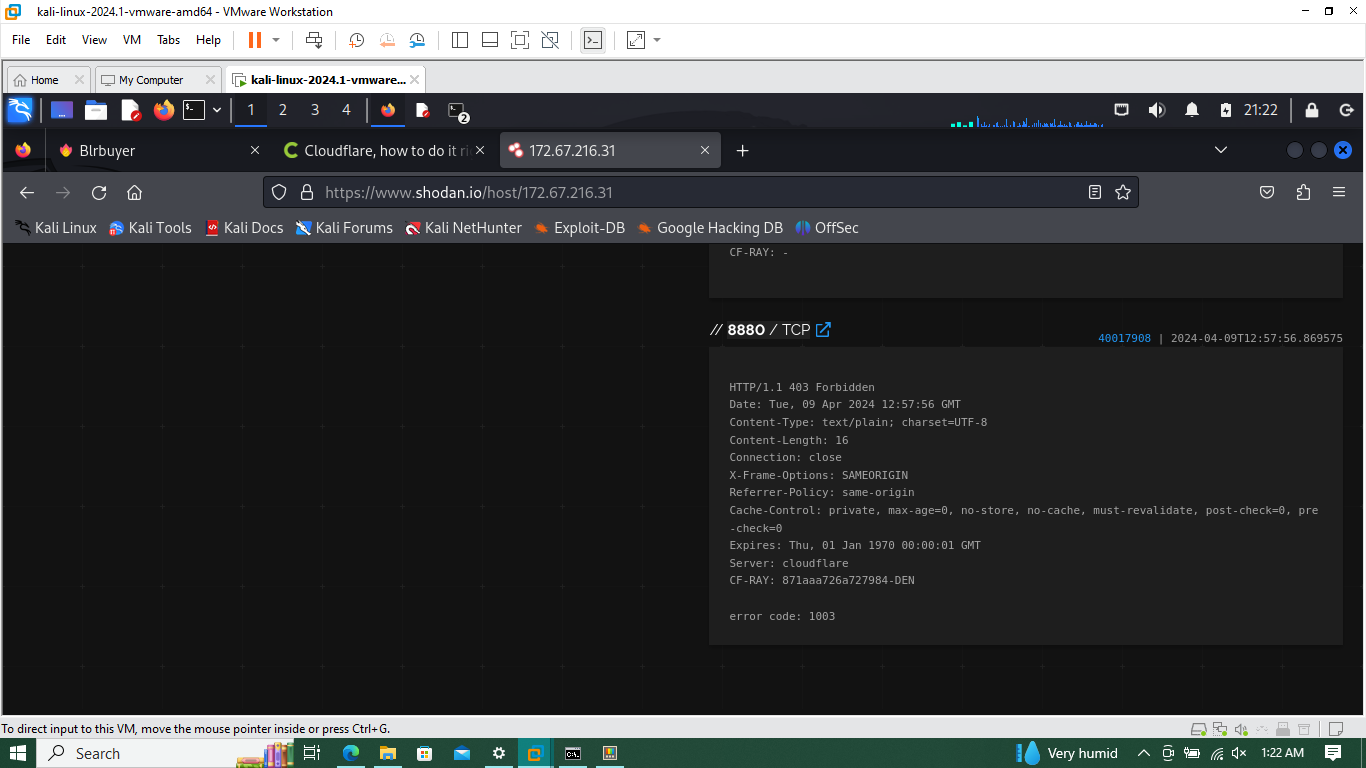 kali-linux-2024.1-vmware-amd64 - VMware Workstation
File Edit View VM Tabs Help
Home My Computer kali-linux-2024.1-vmware...
1 2 3 4 2 21:22
Blrbuyer Cloudflare, how to do it ri 172.67.216.31
https://www.shodan.io/host/172.67.216.31
Kali Linux Kali Tools Kali Docs Kali Forums Kali NetHunter Exploit-DB Google Hacking DB OffSec
CF-RAY: -
// 8880 / TCP
40017908 | 2024-04-09T12:57:56.869575
HTTP/1.1 403 Forbidden
Date: Tue, 09 Apr 2024 12:57:56 GMT
Content-Type: text/plain; charset=UTF-8
Content-Length: 16
Connection: close
X-Frame-Options: SAMEORIGIN
Referrer-Policy: same-origin
Cache-Control: private, max-age=0, no-store, no-cache, must-revalidate, post-check=0, pre
-check=0
Expires: Thu, 01 Jan 1970 00:00:01 GMT
Server: cloudflare
CF-RAY: 871aaa726a727984-DEN
error code: 1003
To direct input to this VM, move the mouse pointer inside or press Ctrl+G.
Search Very humid 1:22 AM